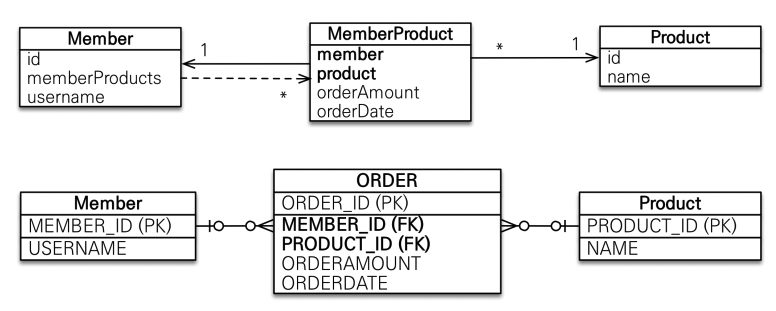 Member
id
memberProducts
username
1
*
MemberProduct
member
product
orderAmount
orderDate
*
1
Product
id
name
Member
MEMBER_ID (PK)
USERNAME
ORDER
ORDER_ID (PK)
MEMBER_ID (FK)
PRODUCT_ID (FK)
ORDERAMOUNT
ORDERDATE
Product
PRODUCT_ID (PK)
NAME